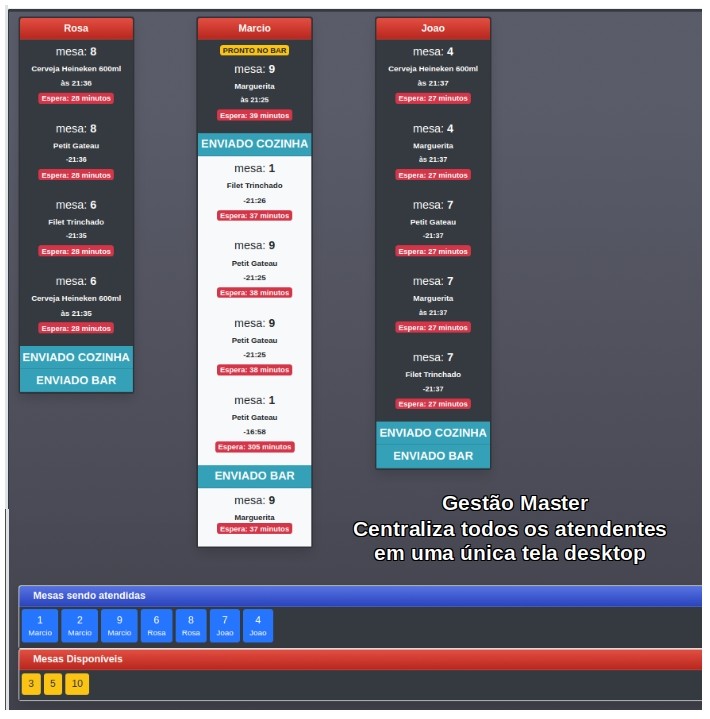 Rosa
mesa: 8
Cerveja Heineken 600ml
às 21:36
Espera: 28 minutos
mesa: 8
Petit Gateau
-21:36
Espera: 28 minutos
mesa: 6
Filet Trinchado
-21:35
Espera: 28 minutos
mesa: 6
Cerveja Heineken 600ml
às 21:35
Espera: 28 minutos
ENVIADO COZINHA
ENVIADO BAR
Marcio
PRONTO NO BAR
mesa: 9
Marguerita
às 21:25
Espera: 39 minutos
ENVIADO COZINHA
mesa: 1
Filet Trinchado
-21:26
Espera: 37 minutos
mesa: 9
Petit Gateau
-21:25
Espera: 38 minutos
mesa: 9
Petit Gateau
-21:25
Espera: 38 minutos
mesa: 1
Petit Gateau
-16:58
Espera: 305 minutos
ENVIADO BAR
mesa: 9
Marguerita
Espera: 37 minutos
Joao
mesa: 4
Cerveja Heineken 600ml
às 21:37
Espera: 27 minutos
mesa: 4
Marguerita
às 21:37
Espera: 27 minutos
mesa: 7
Petit Gateau
-21:37
Espera: 27 minutos
mesa: 7
Marguerita
às 21:37
Espera: 27 minutos
mesa: 7
Filet Trinchado
-21:37
Espera: 27 minutos
ENVIADO COZINHA
ENVIADO BAR
Gestão Master
Centraliza todos os atendentes
em uma única tela desktop
Mesas sendo atendidas
1 2 9 6 8 7 4
Marcio Marcio Marcio Rosa Rosa Joao Joao
Mesas Disponíveis
3 5 10